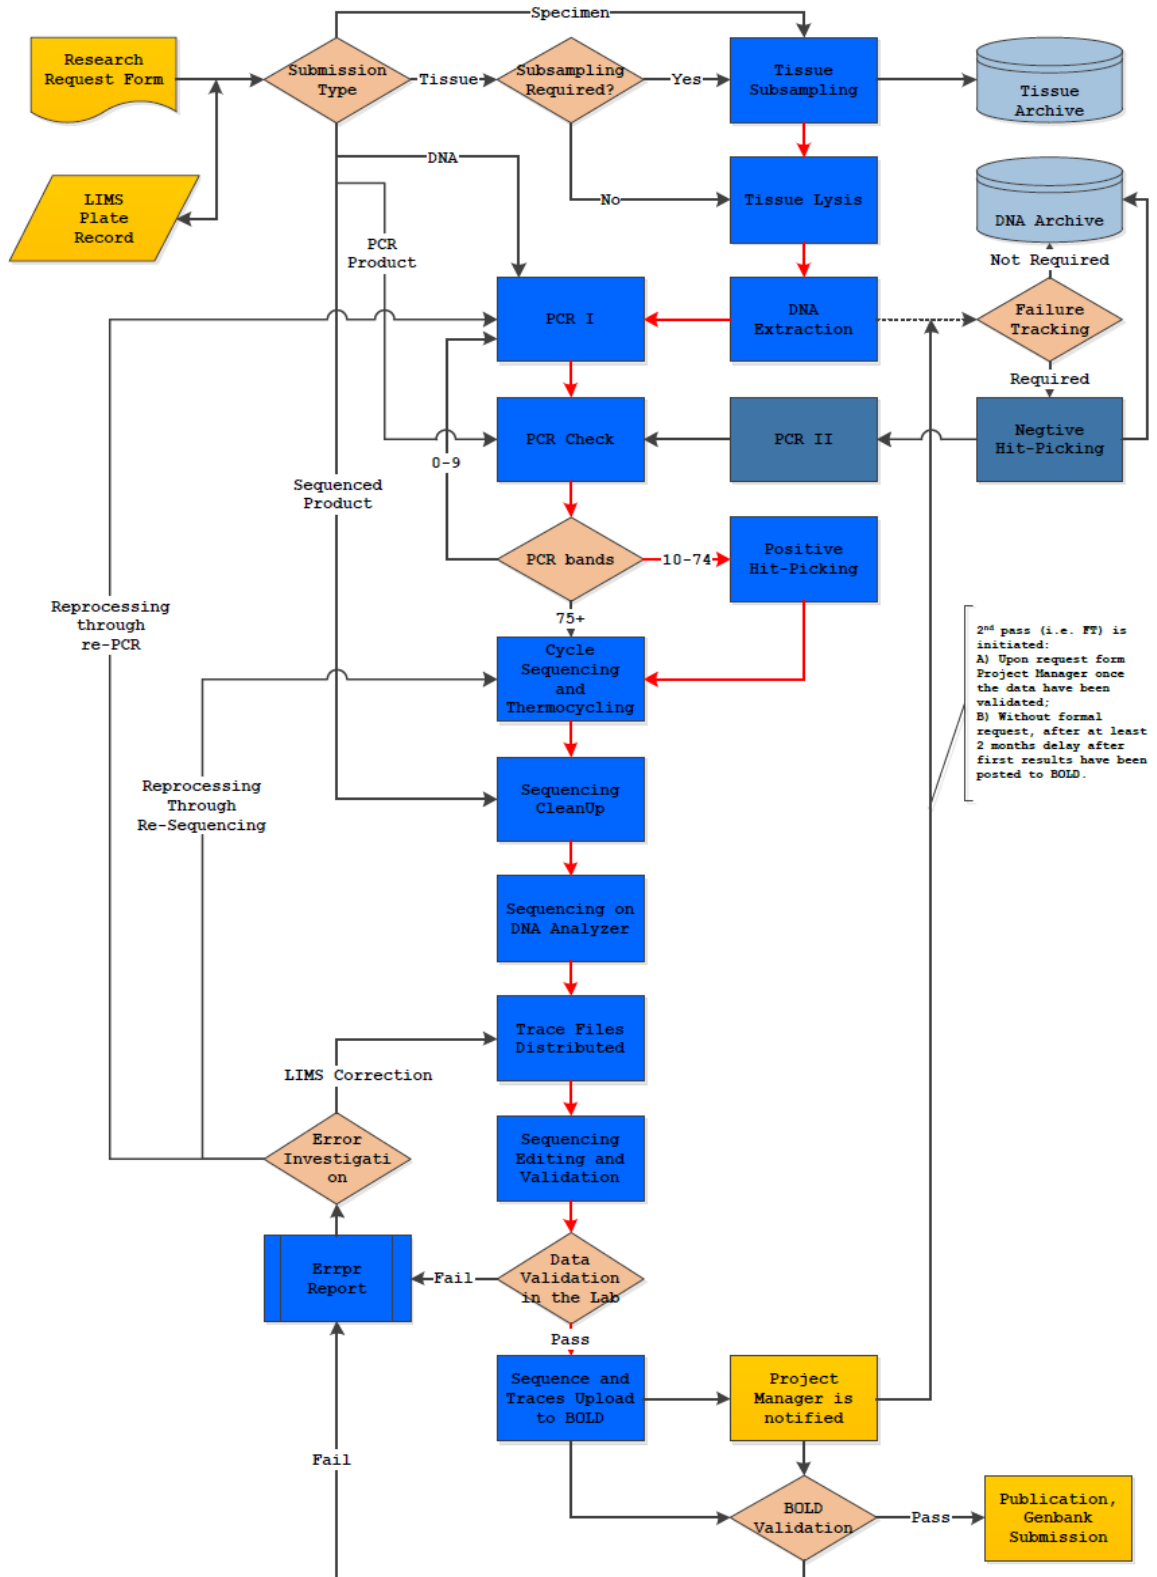 Specimen
Research
Request Form
Submission
Type
Tissue
Subsampling
Required?
Yes
Tissue
Subsampling
Tissue
Archive
DNA
No
Tissue Lysis
LIMS
Plate
Record
DNA Archive
PCR
Product
Not Required
PCR I
DNA
Extraction
Failure
Tracking
Required
PCR Check
PCR II
Negtive
Hit-Picking
0-9
Sequenced
Product
PCR bands
10-74
Positive
Hit-Picking
75+
Reprocessing
through
re-PCR
Cycle
Sequencing
and
Thermocycling
2nd pass (i.e. FT) is
initiated:
A) Upon request form
Project Manager once
the data have been
validated;
B) Without formal
request, after at least
2 months delay after
first results have been
posted to BOLD.
Reprocessing
Through
Re-Sequencing
Sequencing
CleanUp
Sequencing on
DNA Analyzer
Trace Files
Distributed
LIMS Correction
Error
Investigati
on
Sequencing
Editing and
Validation
Errpr
Report
Fail
Data
Validation
in the Lab
Pass
Sequence and
Traces Upload
to BOLD
Project
Manager is
notified
Fail
BOLD
Validation
Pass
Publication,
Genbank
Submission